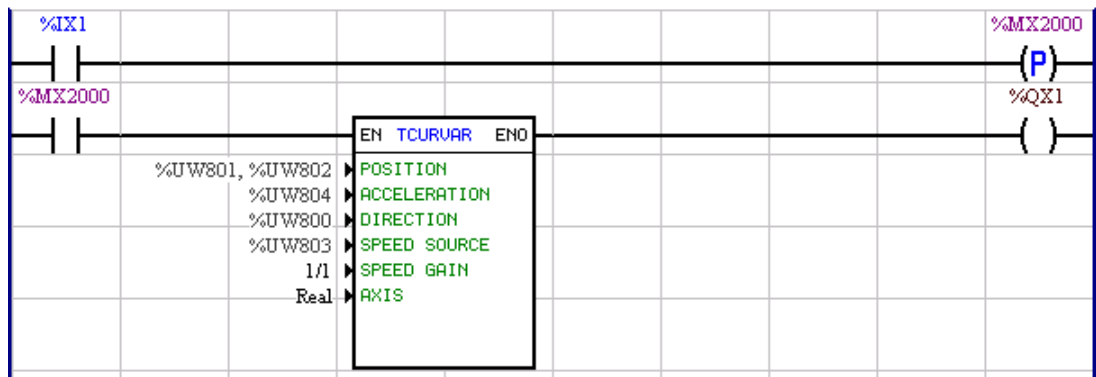 %IX1 %MX2000
P
%MX2000 %QX1
EN TCURVAR ENO
%UW801, %UW802 POSITION
%UW804 ACCELERATION
%UW800 DIRECTION
%UW803 SPEED SOURCE
1/1 SPEED GAIN
Real AXIS